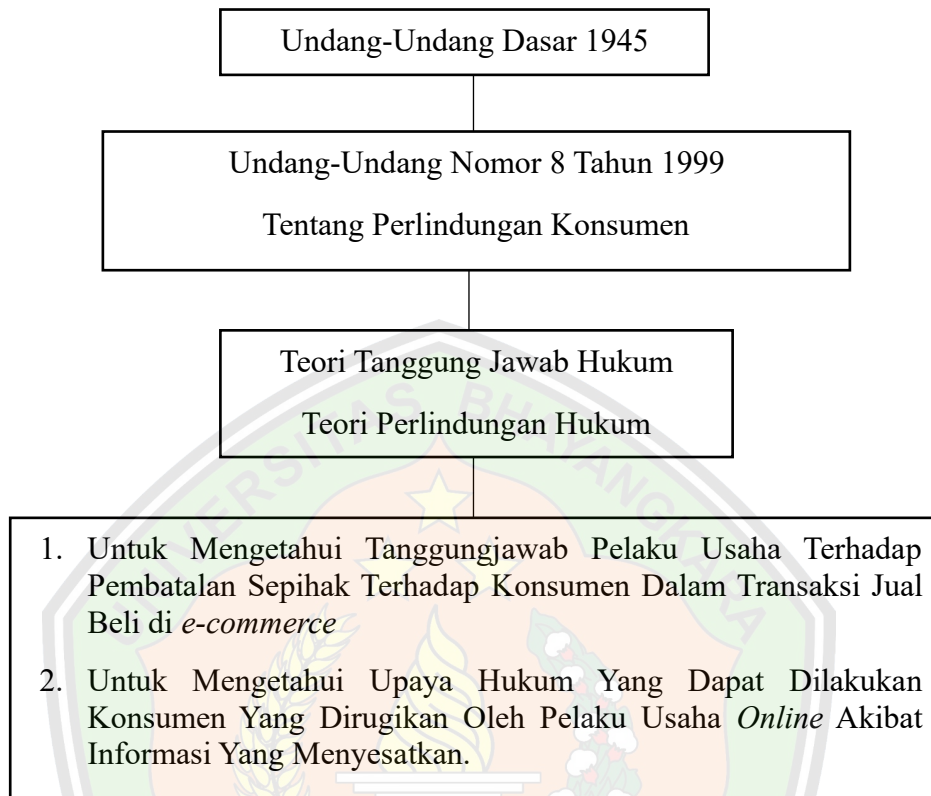 Undang-Undang Dasar 1945
Undang-Undang Nomor 8 Tahun 1999
Tentang Perlindungan Konsumen
Teori Tanggung Jawab Hukum
Teori Perlindungan Hukum
1. Untuk Mengetahui Tanggungjawab Pelaku Usaha Terhadap
Pembatalan Sepihak Terhadap Konsumen Dalam Transaksi Jual
Beli di e-commerce
2. Untuk Mengetahui Upaya Hukum Yang Dapat Dilakukan
Konsumen Yang Dirugikan Oleh Pelaku Usaha Online Akibat
Informasi Yang Menyesatkan.
UNIVERSITAS BHAYANGKARA